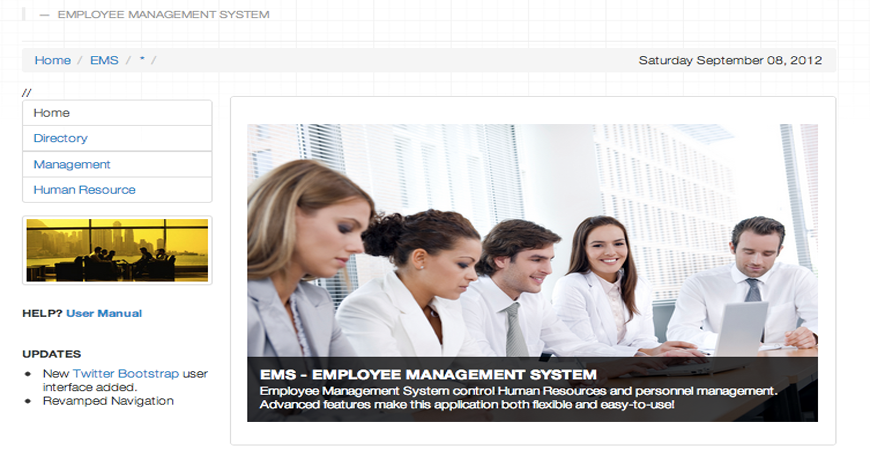 — EMPLOYEE MANAGEMENT SYSTEM
Home / EMS / * /
Saturday September 08, 2012
//
Home
Directory
Management
Human Resource
HELP? User Manual
UPDATES
• New Twitter Bootstrap user
interface added.
• Revamped Navigation
EMS - EMPLOYEE MANAGEMENT SYSTEM
Employee Management System control Human Resources and personnel management.
Advanced features make this application both flexible and easy-to-use!